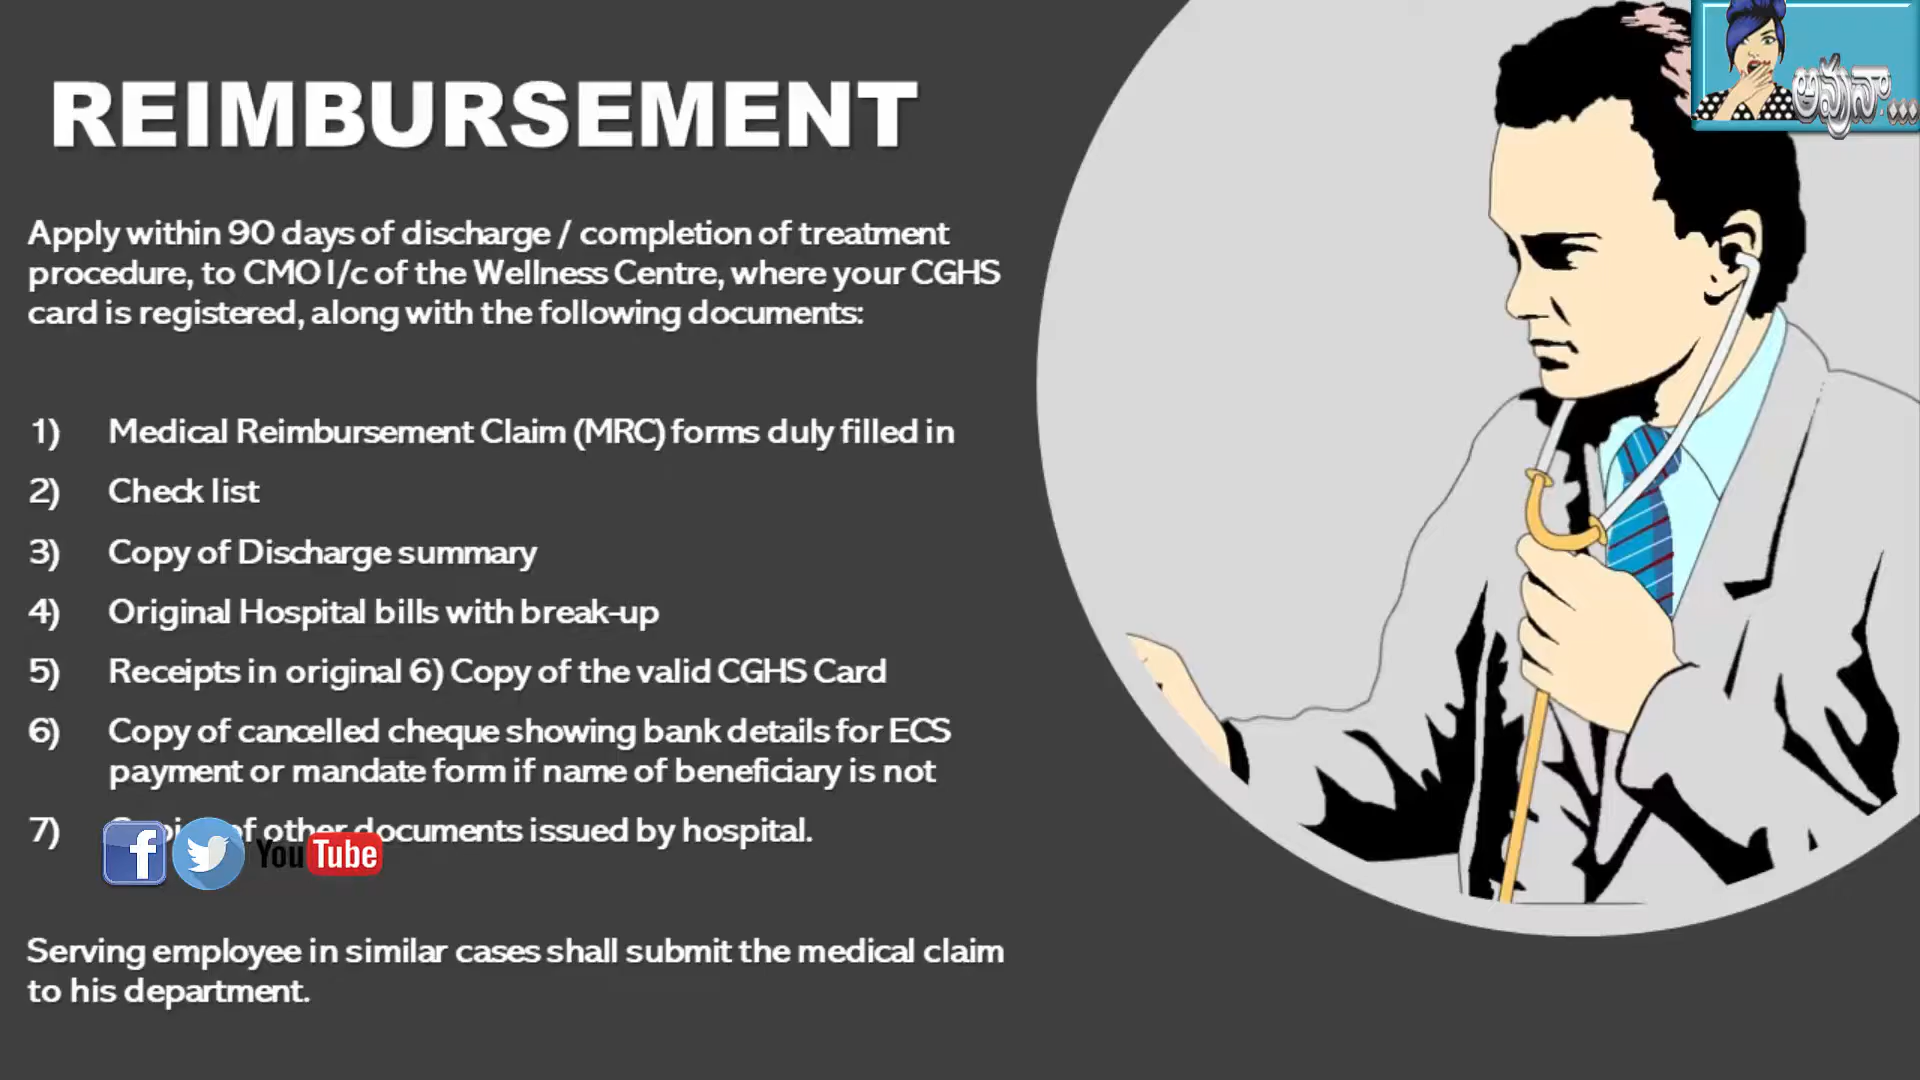 అవునా...
REIMBURSEMENT
Apply within 90 days of discharge / completion of treatment
procedure, to CMO I/c of the Wellness Centre, where your CGHS
card is registered, along with the following documents:
1) Medical Reimbursement Claim (MRC) forms duly filled in
2) Check list
3) Copy of Discharge summary
4) Original Hospital bills with break-up
5) Receipts in original 6) Copy of the valid CGHS Card
6) Copy of cancelled cheque showing bank details for ECS
payment or mandate form if name of beneficiary is not
7) of other documents issued by hospital.
f YouTube
Serving employee in similar cases shall submit the medical claim
to his department.